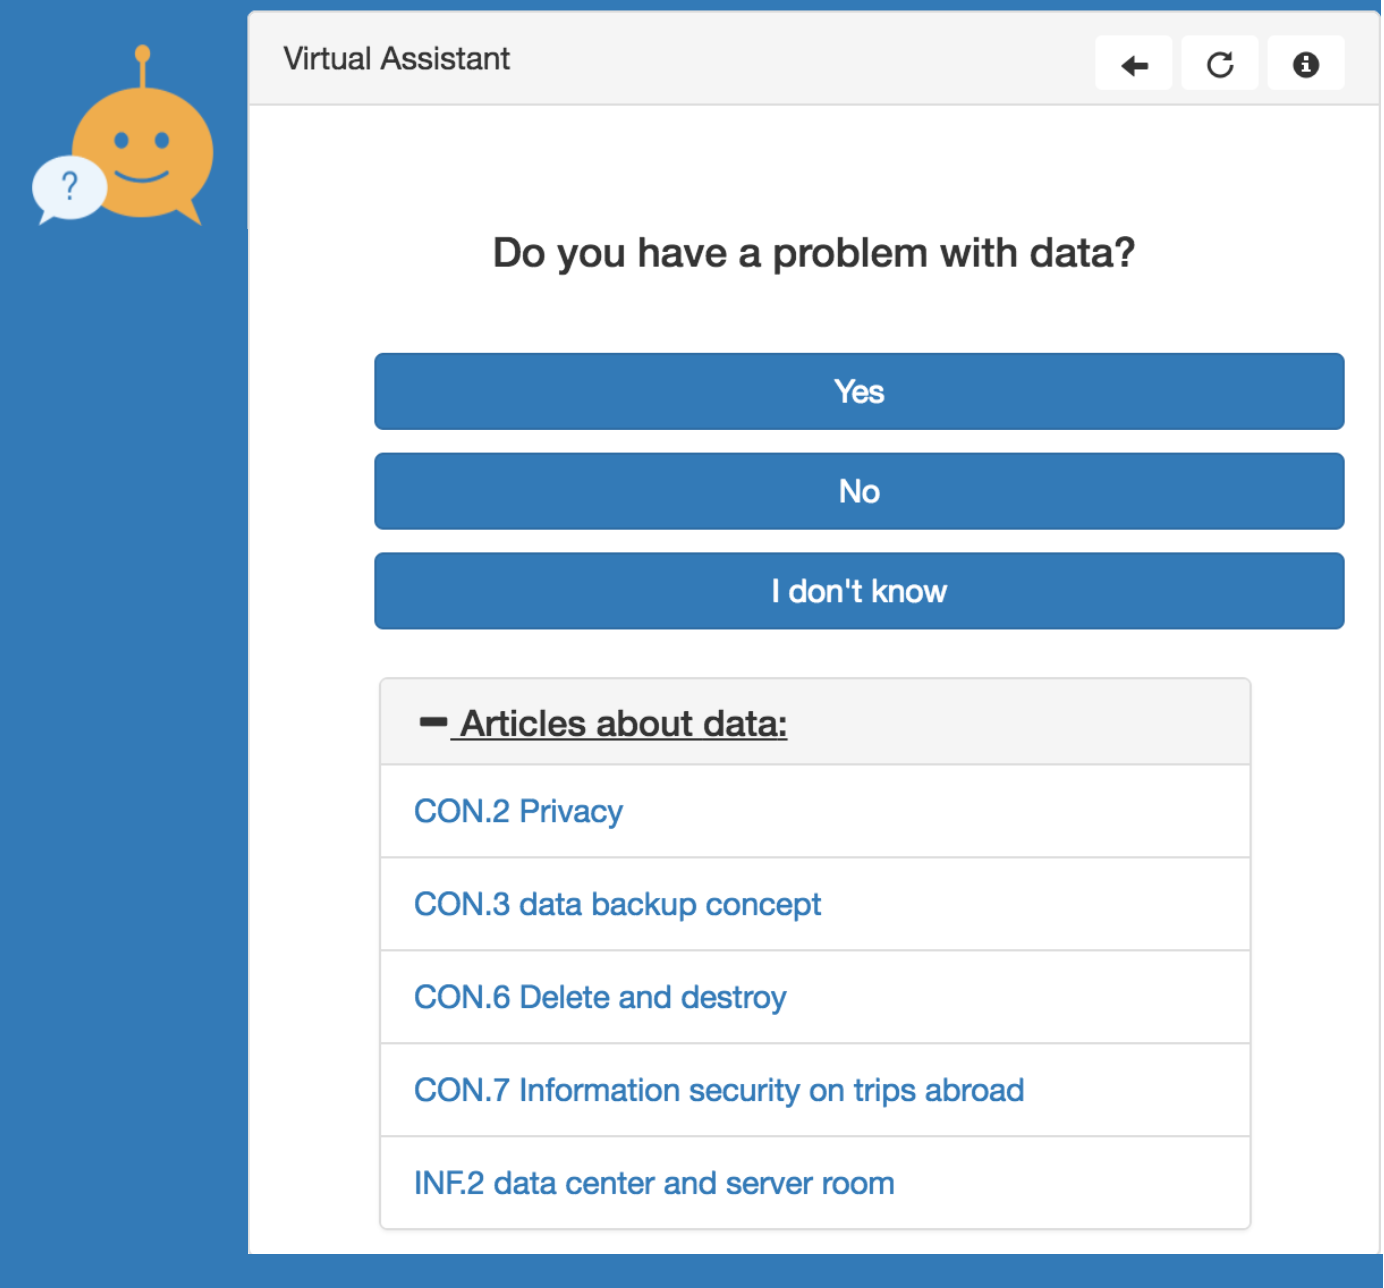 Virtual Assistant
?
Do you have a problem with data?
Yes
No
I don't know
Articles about data:
CON.2 Privacy
CON.3 data backup concept
CON.6 Delete and destroy
CON.7 Information security on trips abroad
INF.2 data center and server room